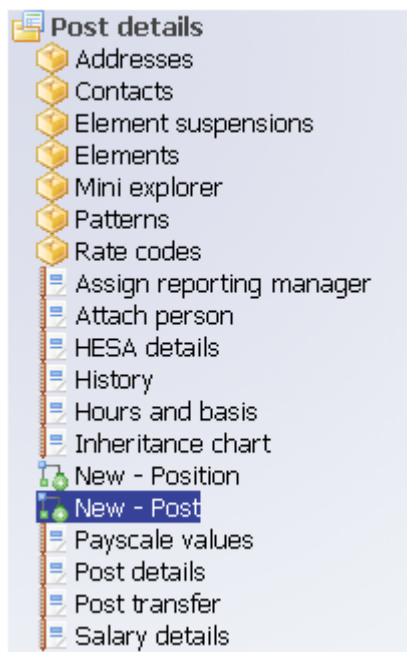 Post details
Addresses
Contacts
Element suspensions
Elements
Mini explorer
Patterns
Rate codes
Assign reporting manager
Attach person
HESA details
History
Hours and basis
Inheritance chart
New - Position
New - Post
Payscale values
Post details
Post transfer
Salary details